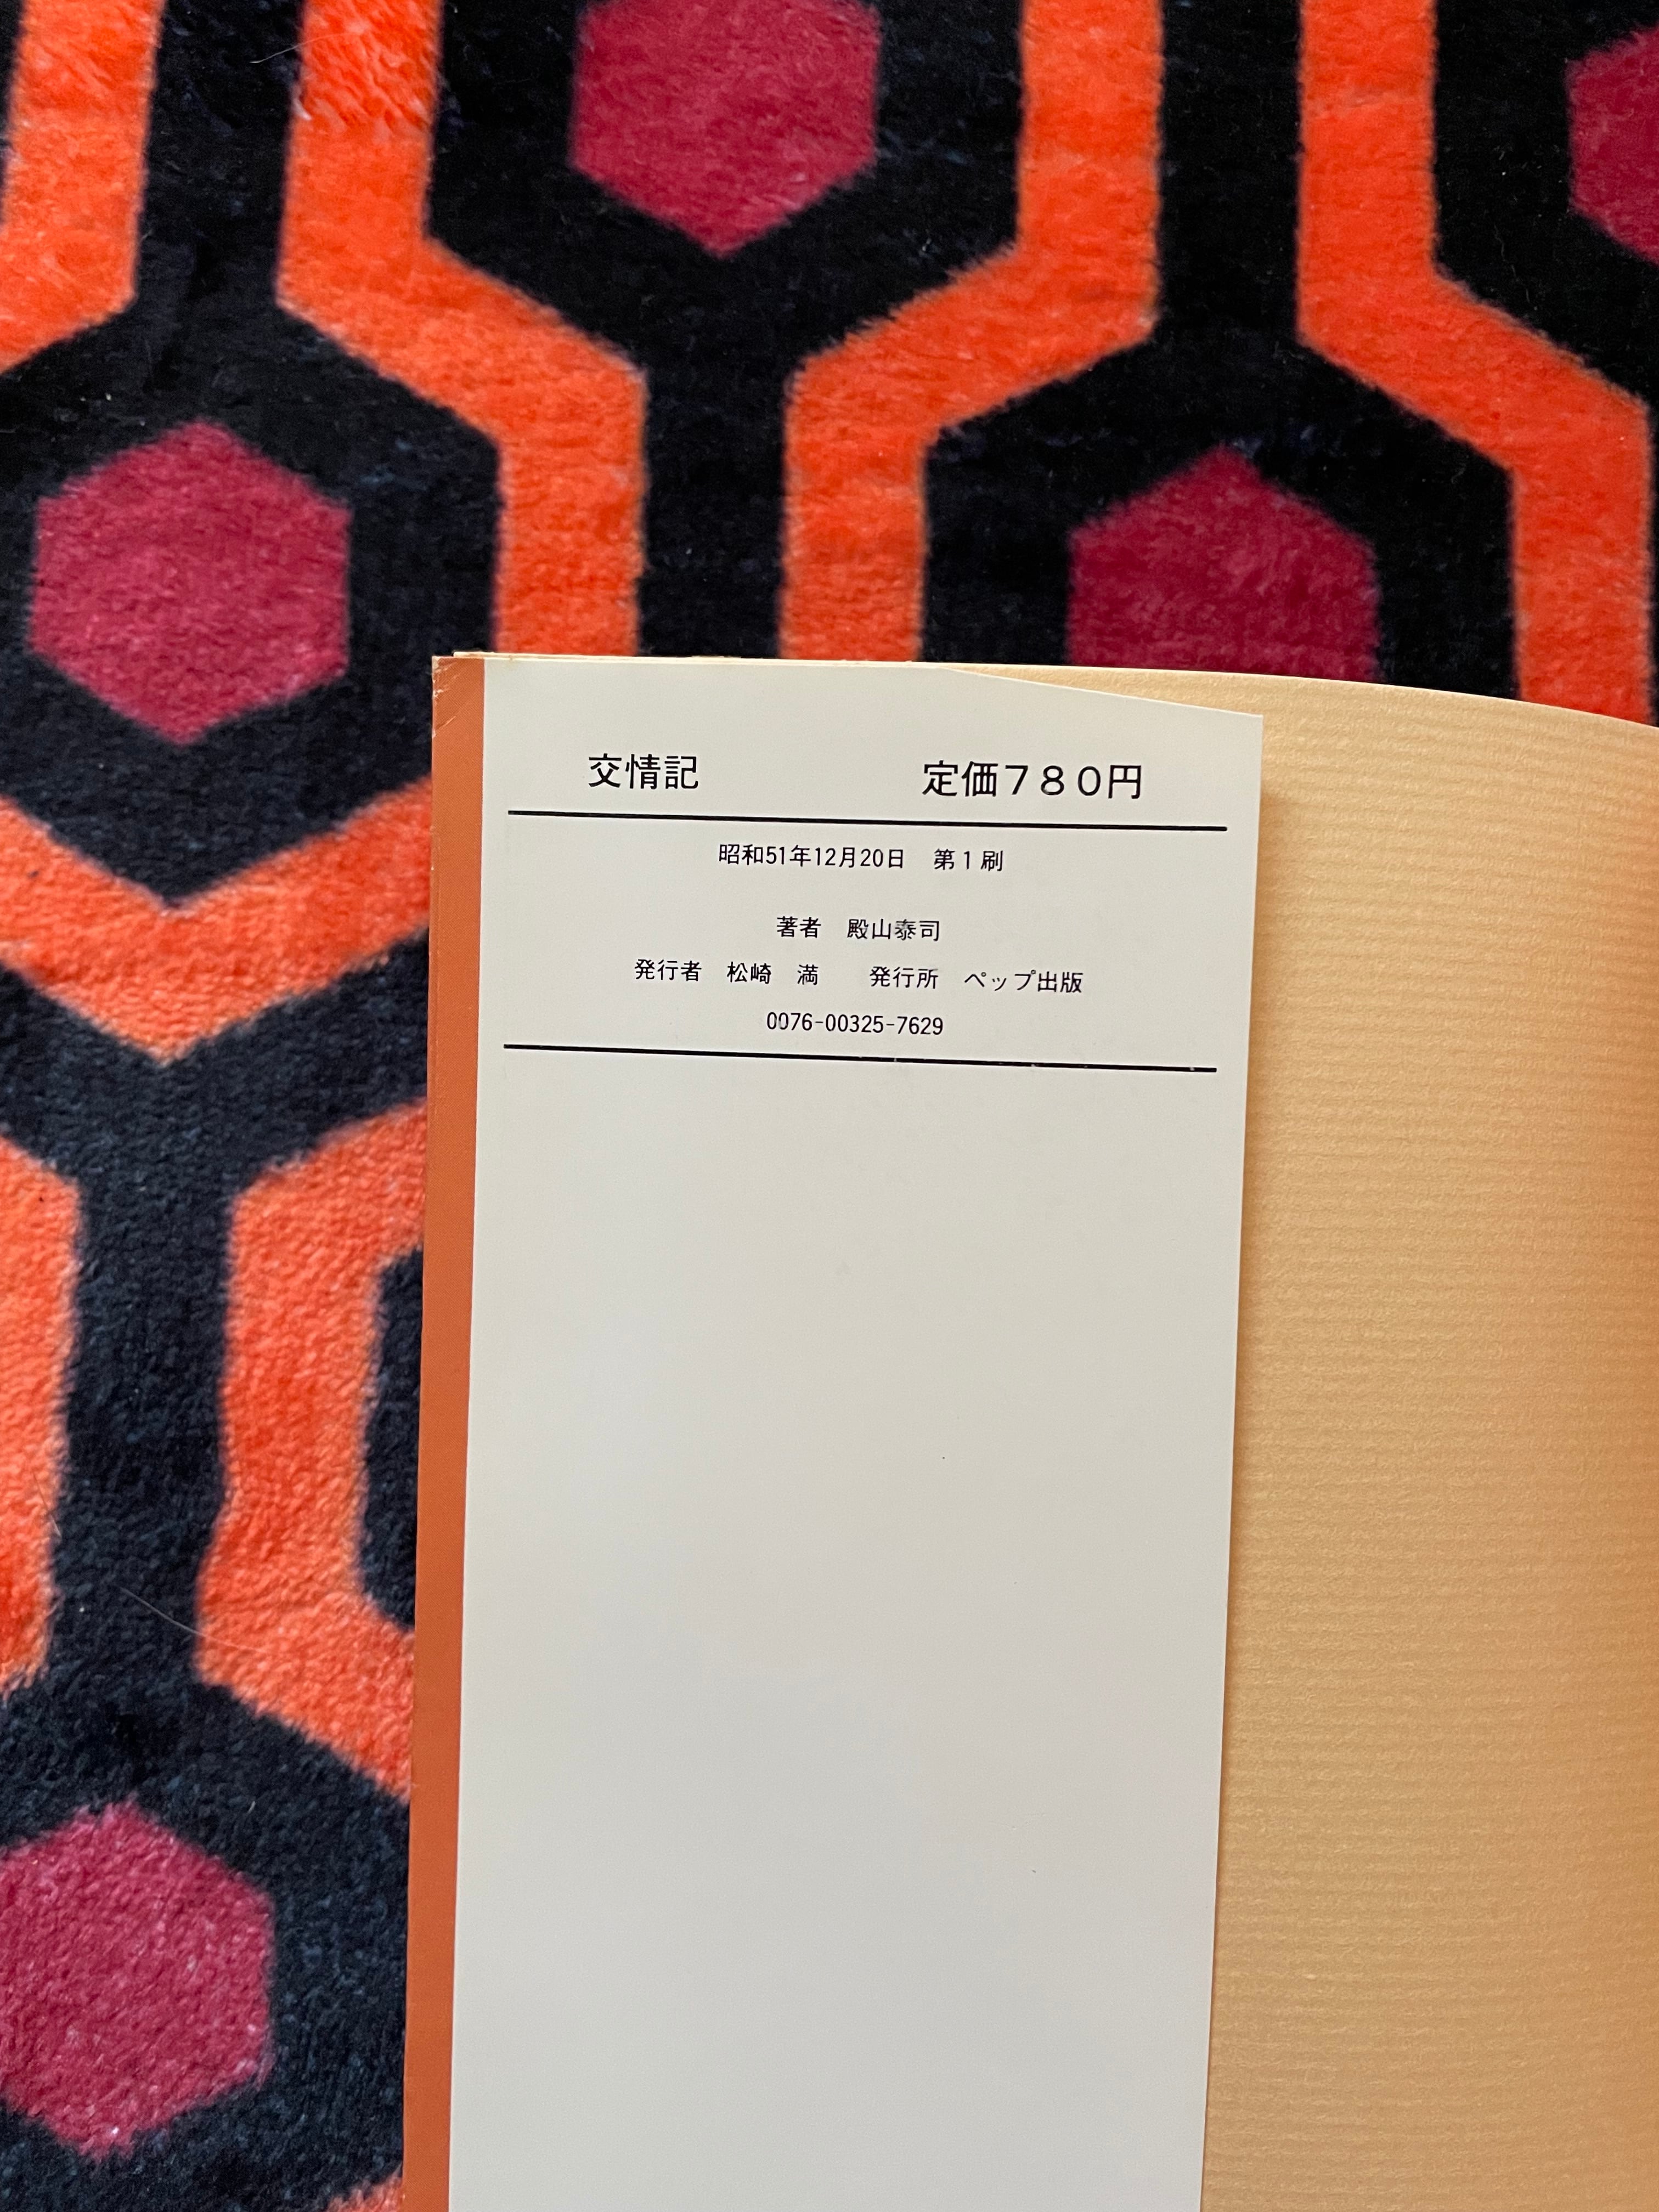 交情記　定価780円
昭和51年12月20日　第1刷
著者　殿山泰司
発行者　松崎　満　　発行所　ペップ出版
0076-00325-7629